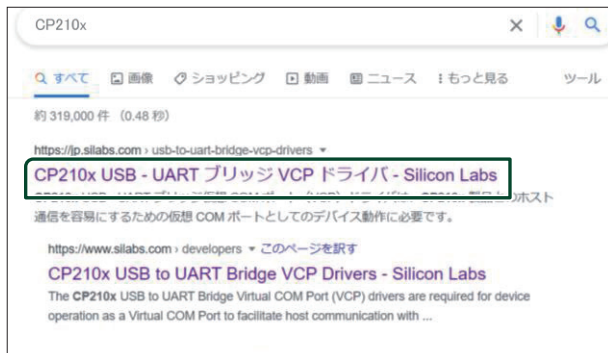 CP210x
すべて 画像 ショッピング 動画 ニュース もっと見る ツール
約 319,000 件 （0.48 秒）
https://jp.silabs.com › usb-to-uart-bridge-vcp-drivers
CP210x USB - UART ブリッジ VCP ドライバ - Silicon Labs
ホスト
通信を容易にするための仮想 COM ポートとしてのデバイス動作に必要です。
https://www.silabs.com › developers このページを訳す
CP210x USB to UART Bridge VCP Drivers - Silicon Labs
The CP210x USB to UART Bridge Virtual COM Port (VCP) drivers are required for device
operation as a Virtual COM Port to facilitate host communication with ...